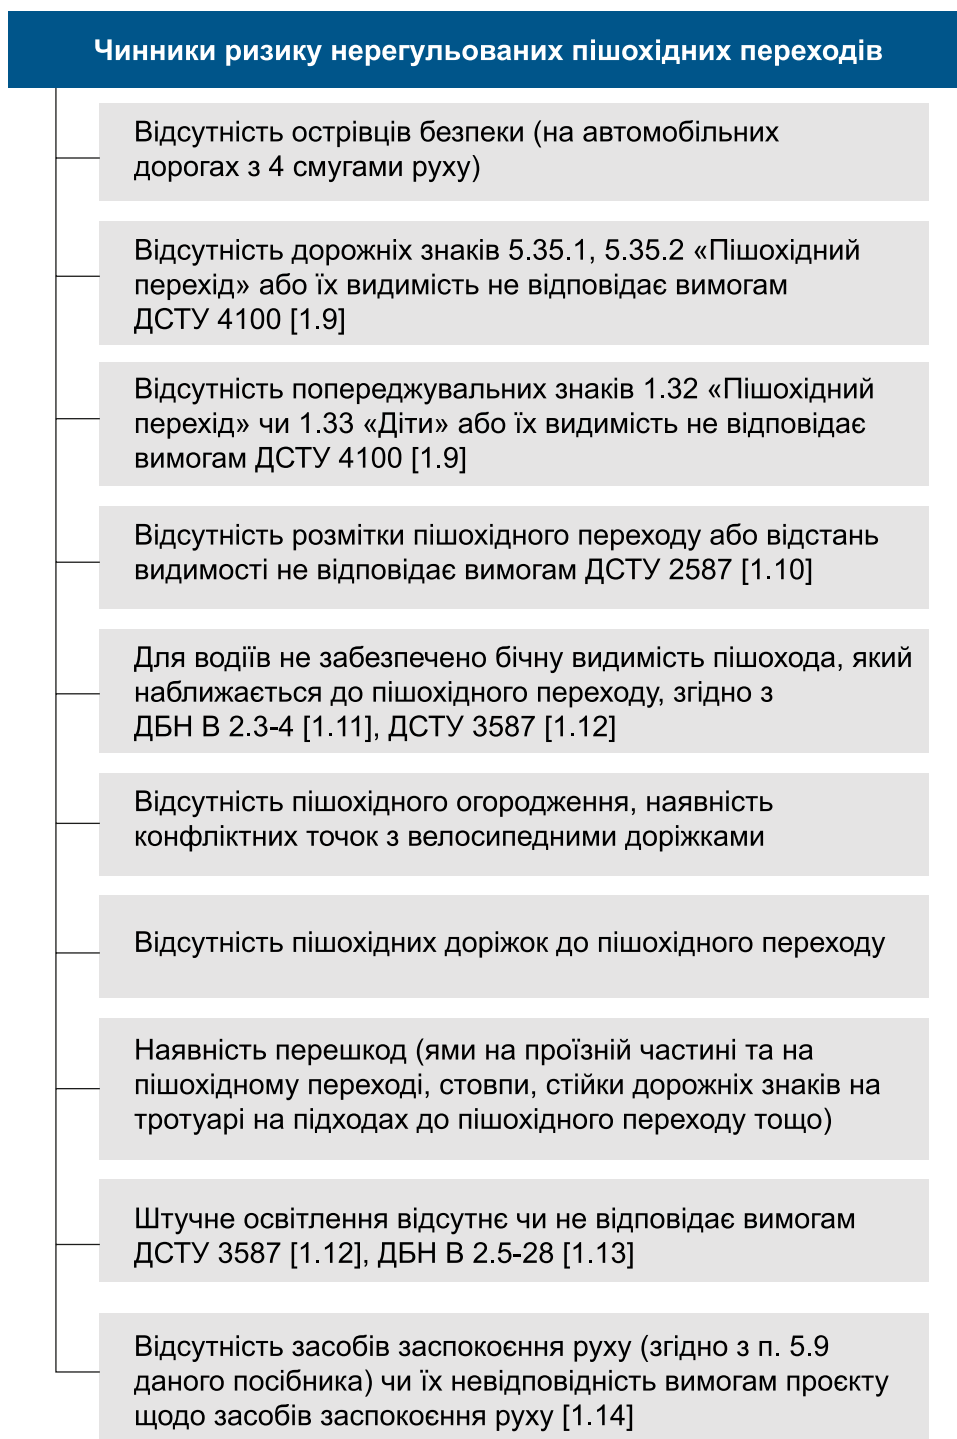 Чинники ризику нерегульованих пішохідних переходів
Відсутність острівців безпеки (на автомобільних
дорогах з 4 смугами руху)
Відсутність дорожніх знаків 5.35.1, 5.35.2 «Пішохідний
перехід» або їх видимість не відповідає вимогам
ДСТУ 4100 [1.9]
Відсутність попереджувальних знаків 1.32 «Пішохідний
перехід» чи 1.33 «Діти» або їх видимість не відповідає
вимогам ДСТУ 4100 [1.9]
Відсутність розмітки пішохідного переходу або відстань
видимості не відповідає вимогам ДСТУ 2587 [1.10]
Для водіїв не забезпечено бічну видимість пішохода, який
наближається до пішохідного переходу, згідно з
ДБН В 2.3-4 [1.11], ДСТУ 3587 [1.12]
Відсутність пішохідного огородження, наявність
конфліктних точок з велосипедними доріжками
Відсутність пішохідних доріжок до пішохідного переходу
Наявність перешкод (ями на проїзній частині та на
пішохідному переході, стовпи, стійки дорожніх знаків на
тротуарі на підходах до пішохідного переходу тощо)
Штучне освітлення відсутнє чи не відповідає вимогам
ДСТУ 3587 [1.12], ДБН В 2.5-28 [1.13]
Відсутність засобів заспокоєння руху (згідно з п. 5.9
даного посібника) чи їх невідповідність вимогам проєкту
щодо засобів заспокоєння руху [1.14]